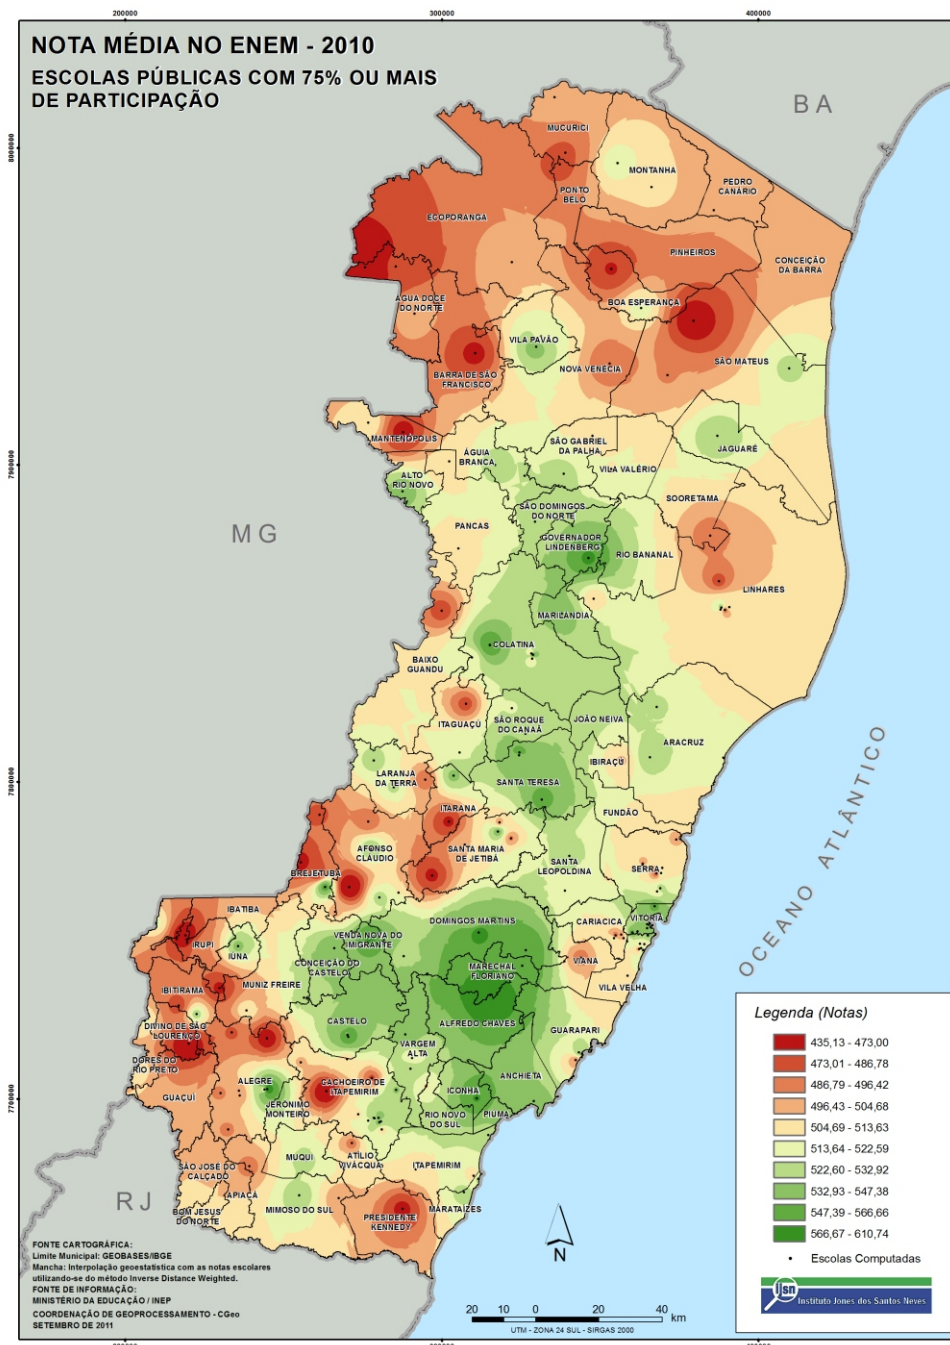 200000
300000
400000
NOTA MÉDIA NO ENEM - 2010
ESCOLAS PÚBLICAS COM 75% OU MAIS
DE PARTICIPAÇÃO
BA
8000000
MUCURICI
MONTANHA
PEDRO
CANÁRIO
PONTO
BELO
ECOPORANGA
PINHEIROS
CONCEIÇÃO
DA BARRA
ÁGUA DOCE
DO NORTE
BOA ESPERANÇA
VILA PAVÃO
SÃO MATEUS
NOVA VENÉCIA
BARRA DE SÃO
FRANCISCO
MANTENÓPOLIS
SÃO GABRIEL
DA PALHA
JAGUARÉ
ÁGUIA
BRANCA
7900000
VILA VALÉRIO
ALTO
RIO NOVO
SOORETAMA
SÃO DOMINGOS
DO NORTE
PANCAS
MG
GOVERNADOR
LINDENBERG
RIO BANANAL
LINHARES
MARILÂNDIA
COLATINA
BAIXO
GUANDU
ITAGUAÇÚ
SÃO ROQUE
DO CANAÃ
JOÃO NEIVA
ARACRUZ
IBIRAÇÚ
LARANJA
DA TERRA
SANTA TERESA
7800000
ITARANA
FUNDÃO
AFONSO
CLÁUDIO
SANTA MARIA
DE JETIBÁ
SANTA
LEOPOLDINA
SERRA
BREJETUBA
IBATIBA
DOMINGOS MARTINS
CARIACICA
VITÓRIA
VENDA NOVA DO
IMIGRANTE
IRUPI
IÚNA
CONCEIÇÃO DO
CASTELO
MARECHAL
FLORIANO
VIANA
MUNIZ FREIRE
IBITIRAMA
VILA VELHA
OCEANO ATLÂNTICO
DIVINO DE SÃO
LOURENÇO
CASTELO
ALFREDO CHAVES
GUARAPARI
VARGEM
ALTA
DORES DO
RIO PRETO
ANCHIETA
ALEGRE
CACHOEIRO DE
ITAPEMIRIM
ICONHA
7700000
GUAÇUÍ
JERÔNIMO
MONTEIRO
RIO NOVO
DO SUL
PIÚMA
MUQUI
ATÍLIO
VIVÁCQUA
ITAPEMIRIM
SÃO JOSÉ DO
CALÇADO
RJ
APIACÁ
BOM JESUS
DO NORTE
MIMOSO DO SUL
MARATAÍZES
PRESIDENTE
KENNEDY
Legenda (Notas)
435,13 - 473,00
473,01 - 486,78
486,79 - 496,42
496,43 - 504,68
504,69 - 513,63
513,64 - 522,59
522,60 - 532,92
532,93 - 547,38
547,39 - 566,66
566,67 - 610,74
Escolas Computadas
ijsn
Instituto Jones dos Santos Neves
N
FONTE CARTOGRÁFICA:
Limite Municipal: GEOBASES/IBGE
Mancha: Interpolação geoestatística com as notas escolares
utilizando-se do método Inverse Distance Weighted.
FONTE DE INFORMAÇÃO:
MINISTÉRIO DA EDUCAÇÃO / INEP
COORDENAÇÃO DE GEOPROCESSAMENTO - CGeo
SETEMBRO DE 2011
20 10 0 20 40
km
UTM - ZONA 24 SUL - SIRGAS 2000